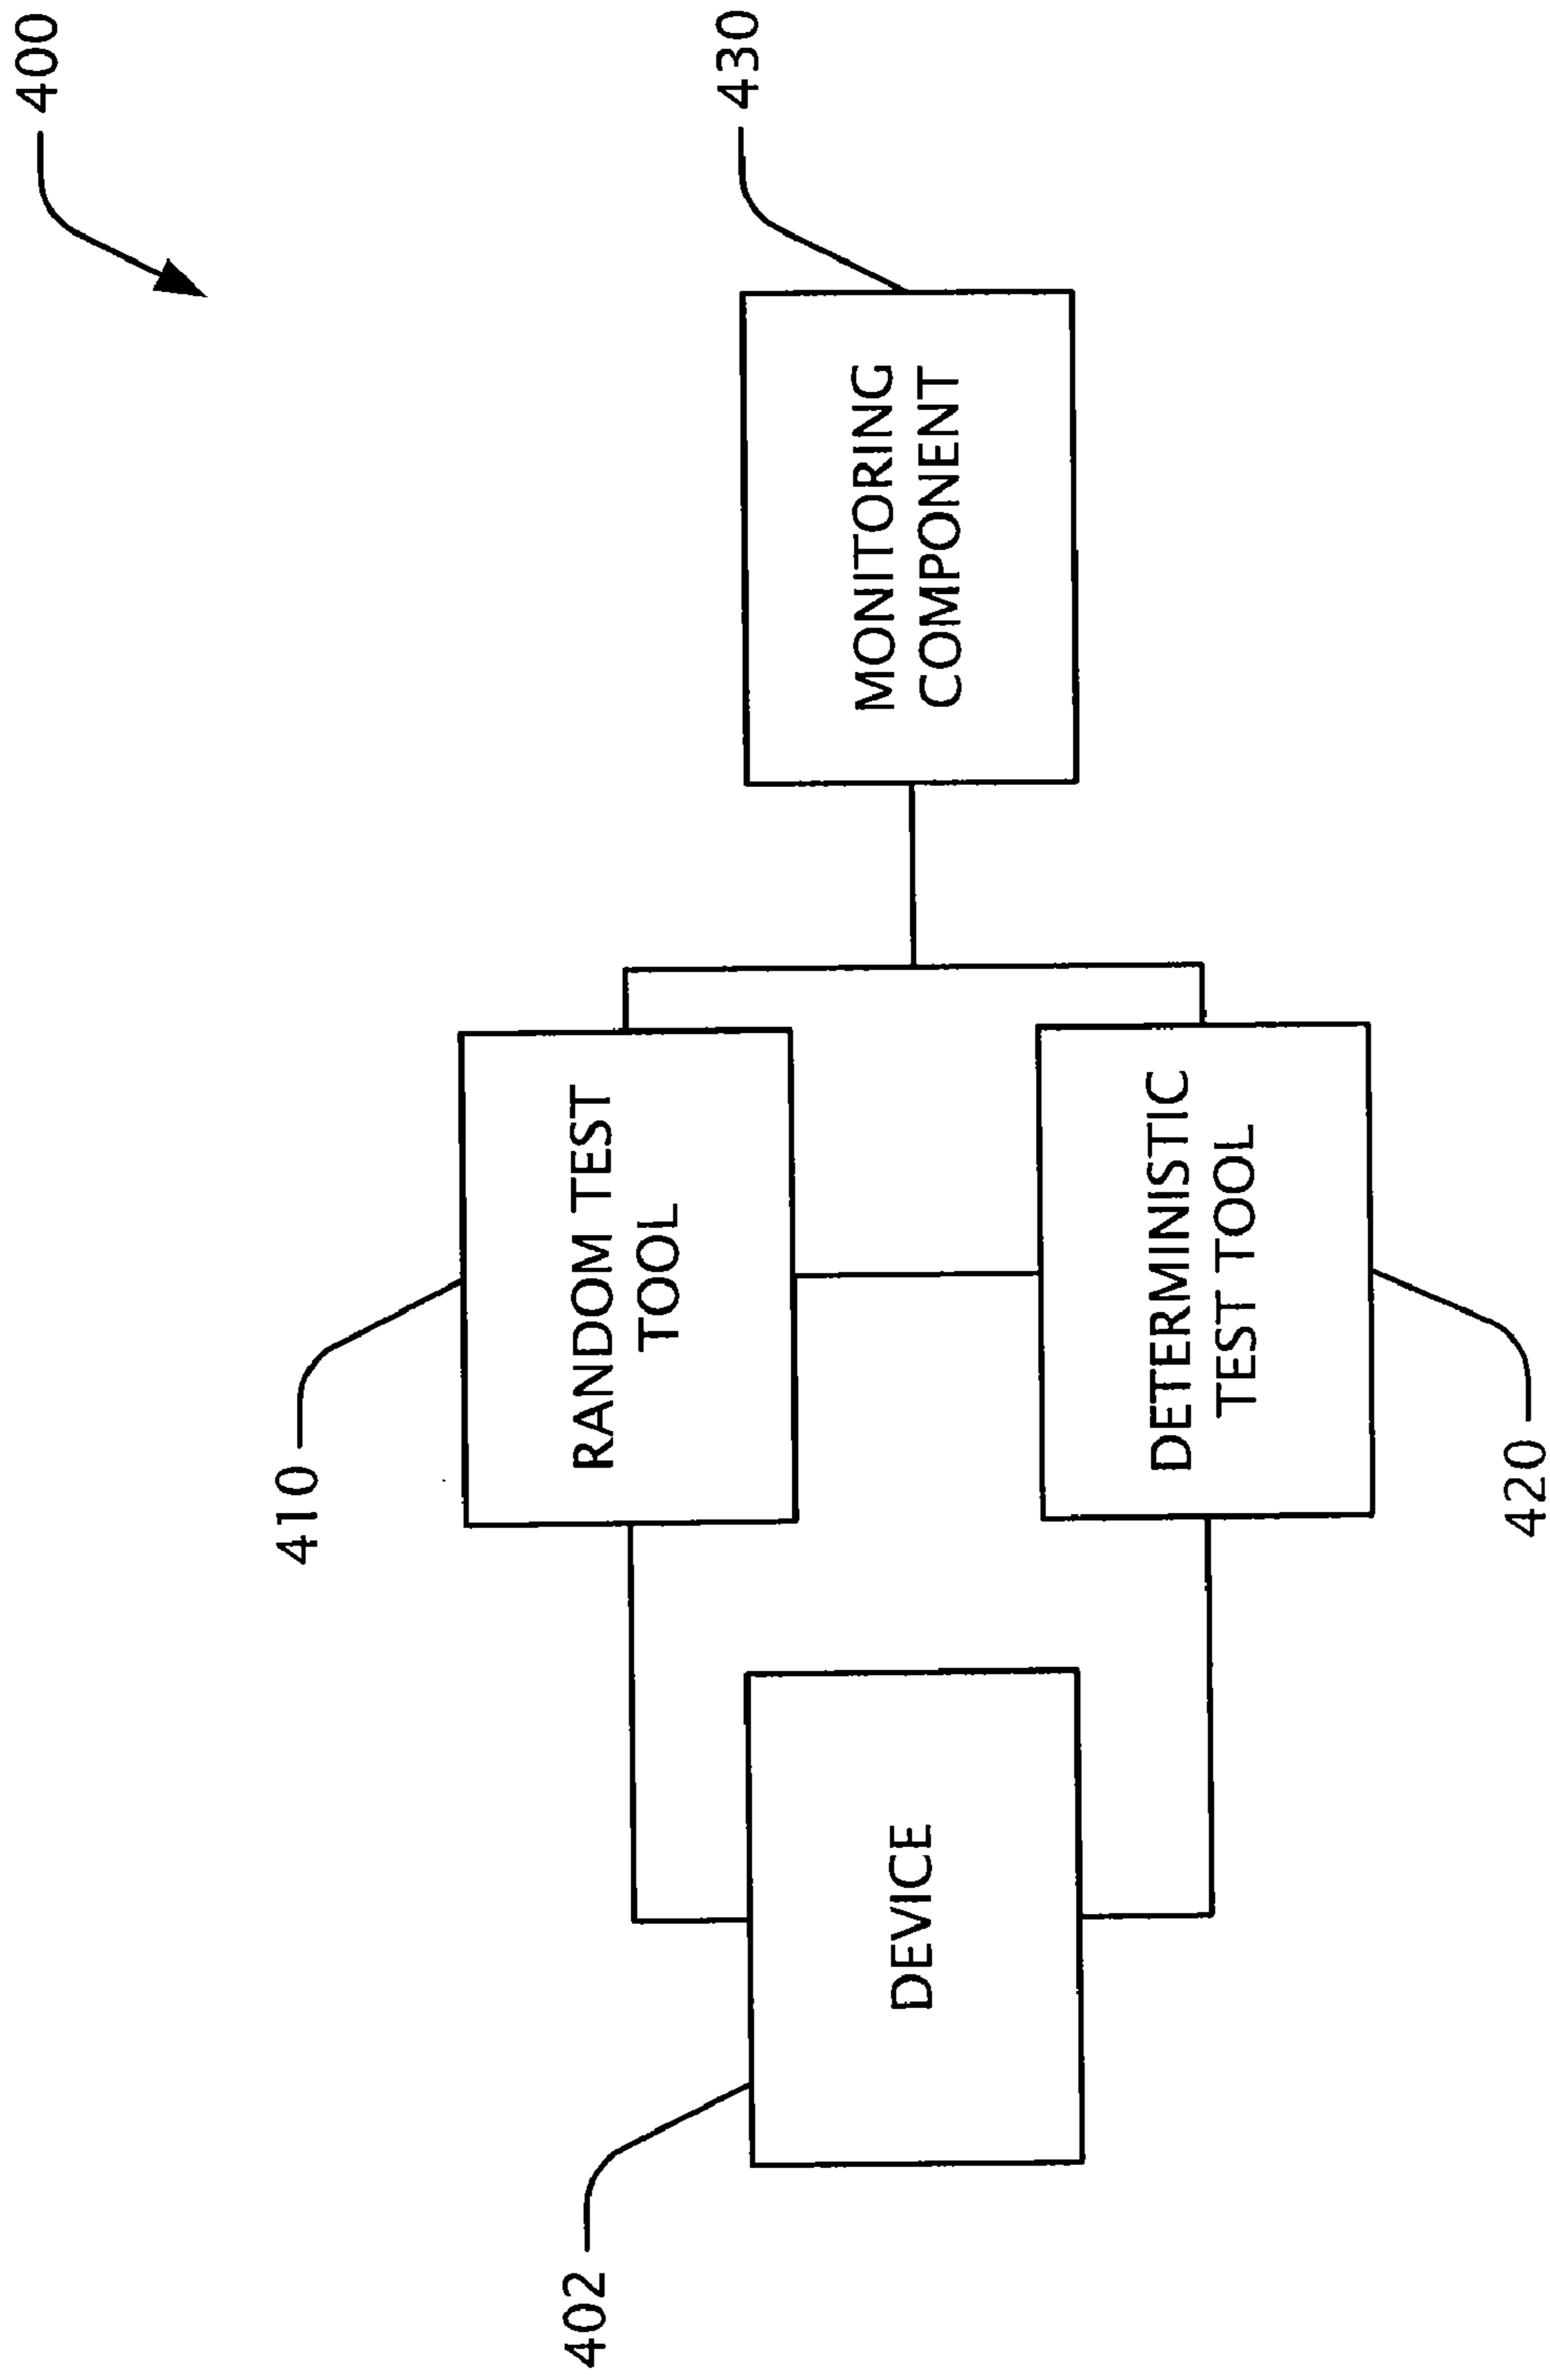 400
410
RANDOM TEST
TOOL
402
DEVICE
430
MONITORING
COMPONENT
DETERMINISTIC
TEST TOOL
420